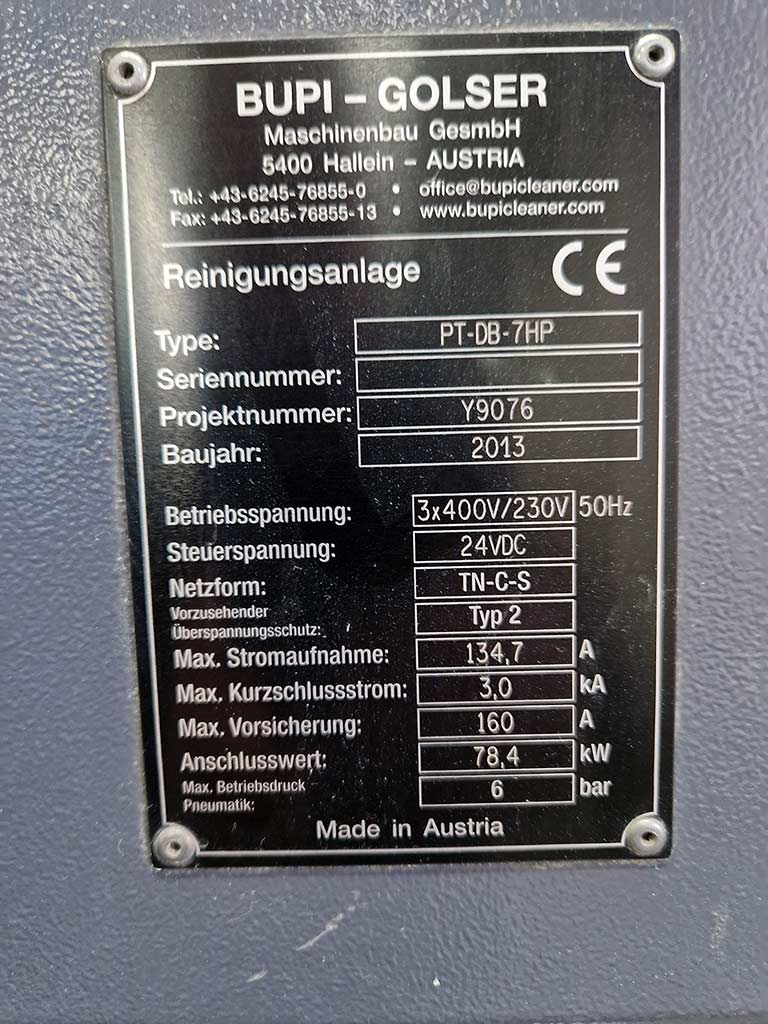 BUPI – GOLSER
Maschinenbau GesmbH
5400 Hallein – AUSTRIA
Tel.: +43-6245-76855-0 • office@bupicleaner.com
Fax: +43-6245-76855-13 • www.bupicleaner.com
Reinigungsanlage CE
Type: PT-DB-7HP
Seriennummer:
Projektnummer: Y9076
Baujahr: 2013
Betriebsspannung: 3x400V/230V 50Hz
Steuerspannung: 24VDC
Netzform: TN-C-S
Vorzusehender
Überspannungsschutz: Typ 2
Max. Stromaufnahme: 134,7 A
Max. Kurzschlussstrom: 3,0 kA
Max. Vorsicherung: 160 A
Anschlusswert: 78,4 kW
Max. Betriebsdruck
Pneumatik: 6 bar
Made in Austria